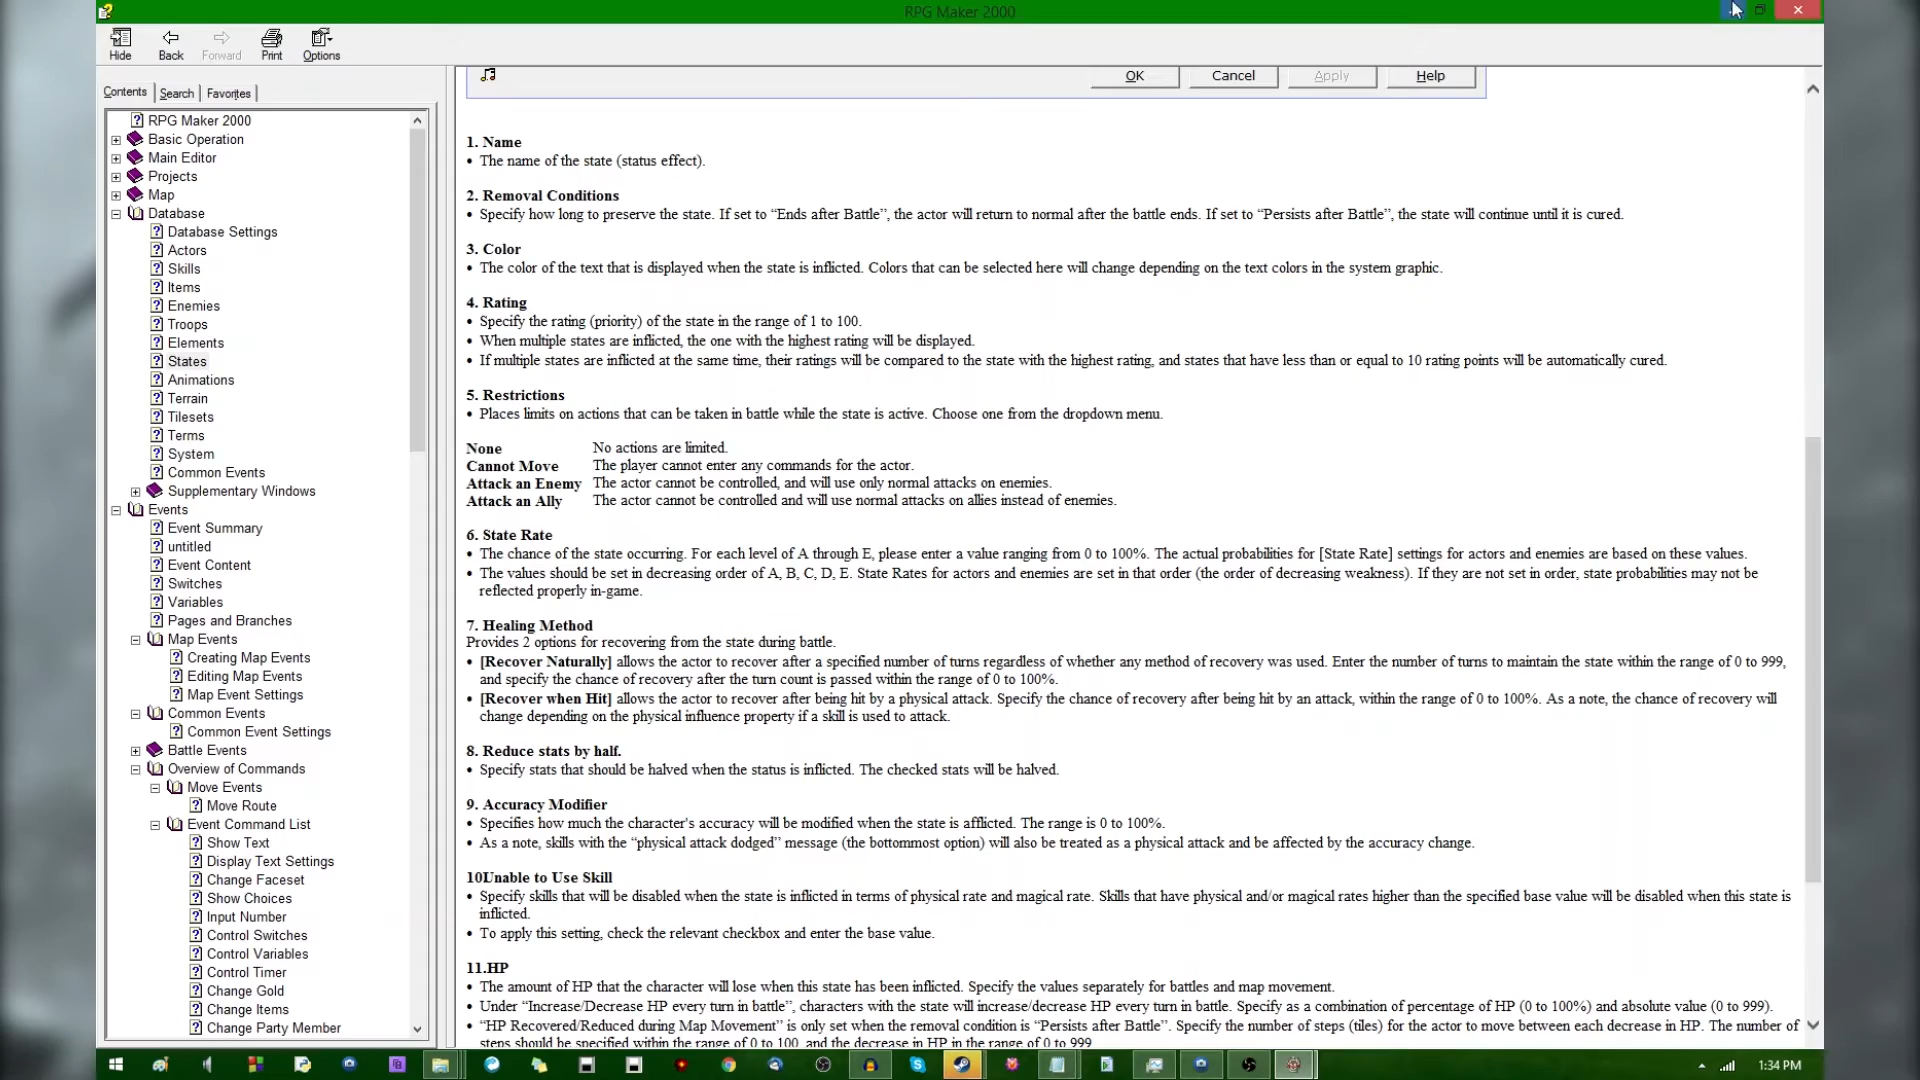 RPG Maker 2000
Hide
Back
Forward
Print
Options
Contents
Search
Favorites
RPG Maker 2000
Basic Operation
Main Editor
Projects
Map
Database
Database Settings
Actors
Skills
Items
Enemies
Troops
Elements
States
Animations
Terrain
Tilesets
Terms
System
Common Events
Supplementary Windows
Events
Event Summary
untitled
Event Content
Switches
Variables
Pages and Branches
Map Events
Creating Map Events
Editing Map Events
Map Event Settings
Common Events
Common Event Settings
Battle Events
Overview of Commands
Move Events
Move Route
Event Command List
Show Text
Display Text Settings
Change Faceset
Show Choices
Input Number
Control Switches
Control Variables
Control Timer
Change Gold
Change Items
Change Party Member
OK
Cancel
Apply
Help
1. Name
• The name of the state (status effect).
2. Removal Conditions
• Specify how long to preserve the state. If set to “Ends after Battle”, the actor will return to normal after the battle ends. If set to “Persists after Battle”, the state will continue until it is cured.
3. Color
• The color of the text that is displayed when the state is inflicted. Colors that can be selected here will change depending on the text colors in the system graphic.
4. Rating
• Specify the rating (priority) of the state in the range of 1 to 100.
• When multiple states are inflicted, the one with the highest rating will be displayed.
• If multiple states are inflicted at the same time, their ratings will be compared to the state with the highest rating, and states that have less than or equal to 10 rating points will be automatically cured.
5. Restrictions
• Places limits on actions that can be taken in battle while the state is active. Choose one from the dropdown menu.
None No actions are limited.
Cannot Move The player cannot enter any commands for the actor.
Attack an Enemy The actor cannot be controlled, and will use only normal attacks on enemies.
Attack an Ally The actor cannot be controlled and will use normal attacks on allies instead of enemies.
6. State Rate
• The chance of the state occurring. For each level of A through E, please enter a value ranging from 0 to 100%. The actual probabilities for [State Rate] settings for actors and enemies are based on these values.
• The values should be set in decreasing order of A, B, C, D, E. State Rates for actors and enemies are set in that order (the order of decreasing weakness). If they are not set in order, state probabilities may not be
reflected properly in-game.
7. Healing Method
Provides 2 options for recovering from the state during battle.
• [Recover Naturally] allows the actor to recover after a specified number of turns regardless of whether any method of recovery was used. Enter the number of turns to maintain the state within the range of 0 to 999,
and specify the chance of recovery after the turn count is passed within the range of 0 to 100%.
• [Recover when Hit] allows the actor to recover after being hit by a physical attack. Specify the chance of recovery after being hit by an attack, within the range of 0 to 100%. As a note, the chance of recovery will
change depending on the physical influence property if a skill is used to attack.
8. Reduce stats by half.
• Specify stats that should be halved when the status is inflicted. The checked stats will be halved.
9. Accuracy Modifier
• Specifies how much the character's accuracy will be modified when the state is afflicted. The range is 0 to 100%.
• As a note, skills with the “physical attack dodged” message (the bottommost option) will also be treated as a physical attack and be affected by the accuracy change.
10Unable to Use Skill
• Specify skills that will be disabled when the state is inflicted in terms of physical rate and magical rate. Skills that have physical and/or magical rates higher than the specified base value will be disabled when this state is
inflicted.
• To apply this setting, check the relevant checkbox and enter the base value.
11.HP
• The amount of HP that the character will lose when this state has been inflicted. Specify the values separately for battles and map movement.
• Under “Increase/Decrease HP every turn in battle”, characters with the state will increase/decrease HP every turn in battle. Specify as a combination of percentage of HP (0 to 100%) and absolute value (0 to 999).
• “HP Recovered/Reduced during Map Movement” is only set when the removal condition is “Persists after Battle”. Specify the number of steps (tiles) for the actor to move between each decrease in HP. The number of
steps should be specified within the range of 0 to 100, and the decrease in HP in the range of 0 to 999
1:34 PM